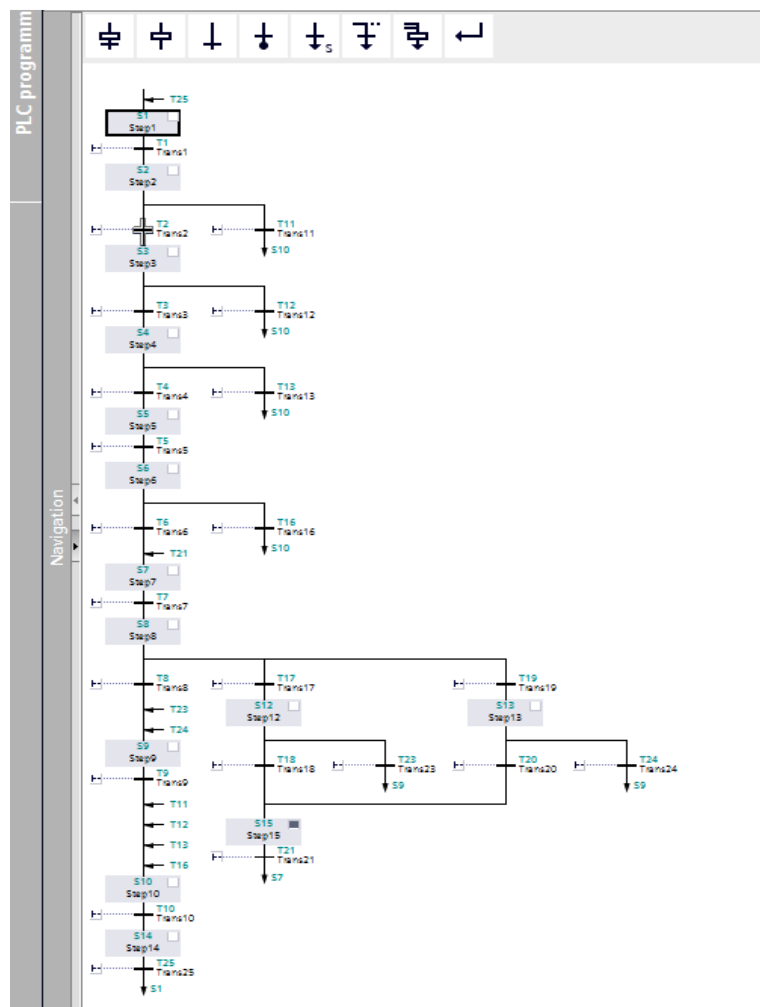 PLC programm
Navigation
S
T25
S1
Step1
T1
Trans1
S2
Step2
T2
Trans2
T11
Trans11
S3
Step3
S10
T3
Trans3
T12
Trans12
S4
Step4
S10
T4
Trans4
T13
Trans13
S5
Step5
S10
T5
Trans5
S6
Step6
T6
Trans6
T16
Trans16
S10
T21
S7
Step7
T7
Trans7
S8
Step8
T8
Trans8
T17
Trans17
T19
Trans19
T23
S12
Step12
S13
Step13
T24
S9
Step9
T18
Trans18
T23
Trans23
T20
Trans20
T24
Trans24
T9
Trans9
S9
S9
T11
T12
S15
Step15
T13
T21
Trans21
T16
S7
S10
Step10
T10
Trans10
S14
Step14
T25
Trans25
S1